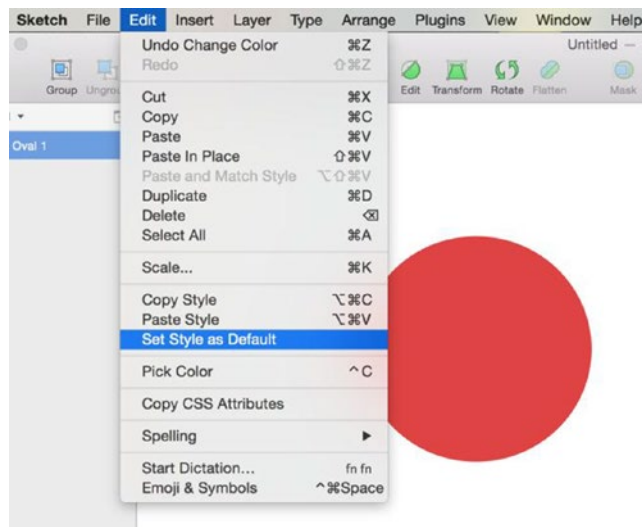 Sketch File Edit Insert Layer Type Arrange Plugins View Window Help
Untitled —
Group Edit Transform Rotate Flatten Mask
Oval 1
Undo Change Color ⌘Z
Redo ⇧⌘Z
Cut ⌘X
Copy ⌘C
Paste ⌘V
Paste In Place ⇧⌘V
Paste and Match Style ⌥⇧⌘V
Duplicate ⌘D
Delete ⌫
Select All ⌘A
Scale... ⌘K
Copy Style ⌥⌘C
Paste Style ⌥⌘V
Set Style as Default
Pick Color ^C
Copy CSS Attributes
Spelling ▶
Start Dictation... fn fn
Emoji & Symbols ^⌘Space